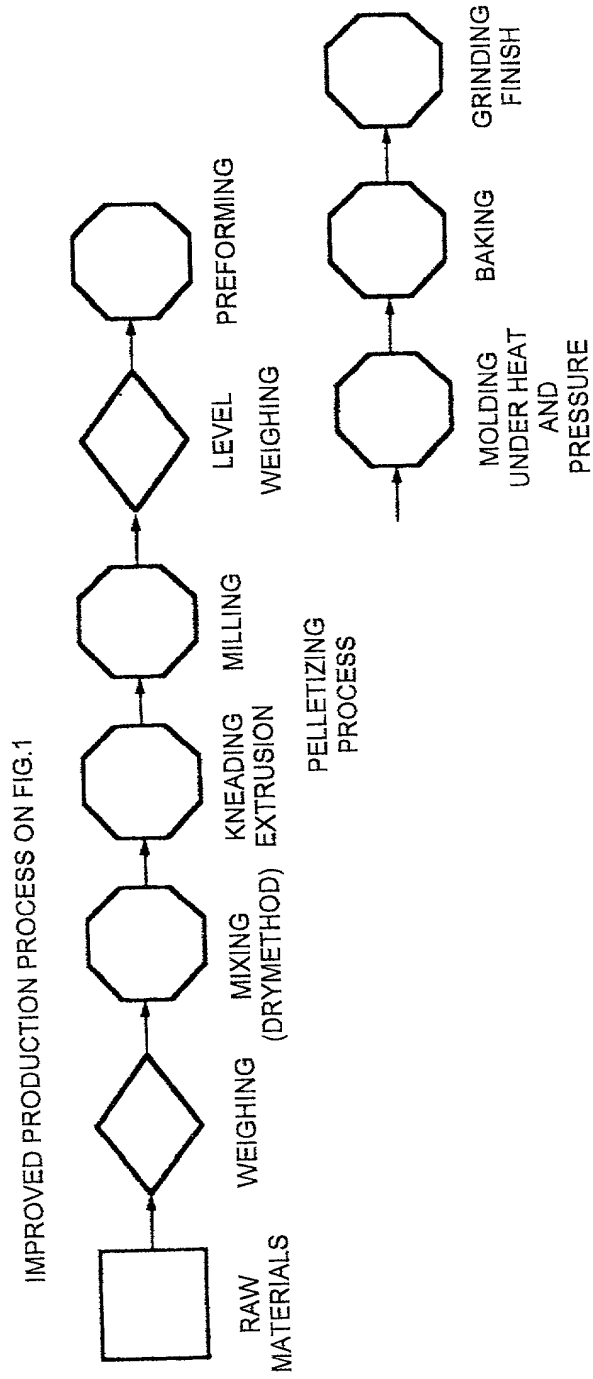 IMPROVED PRODUCTION PROCESS ON FIG.1
RAW
MATERIALS
WEIGHING
MIXING
(DRYMETHOD)
KNEADING
EXTRUSION
MILLING
PELLETIZING
PROCESS
LEVEL
WEIGHING
PREFORMING
MOLDING
UNDER HEAT
AND
PRESSURE
BAKING
GRINDING
FINISH